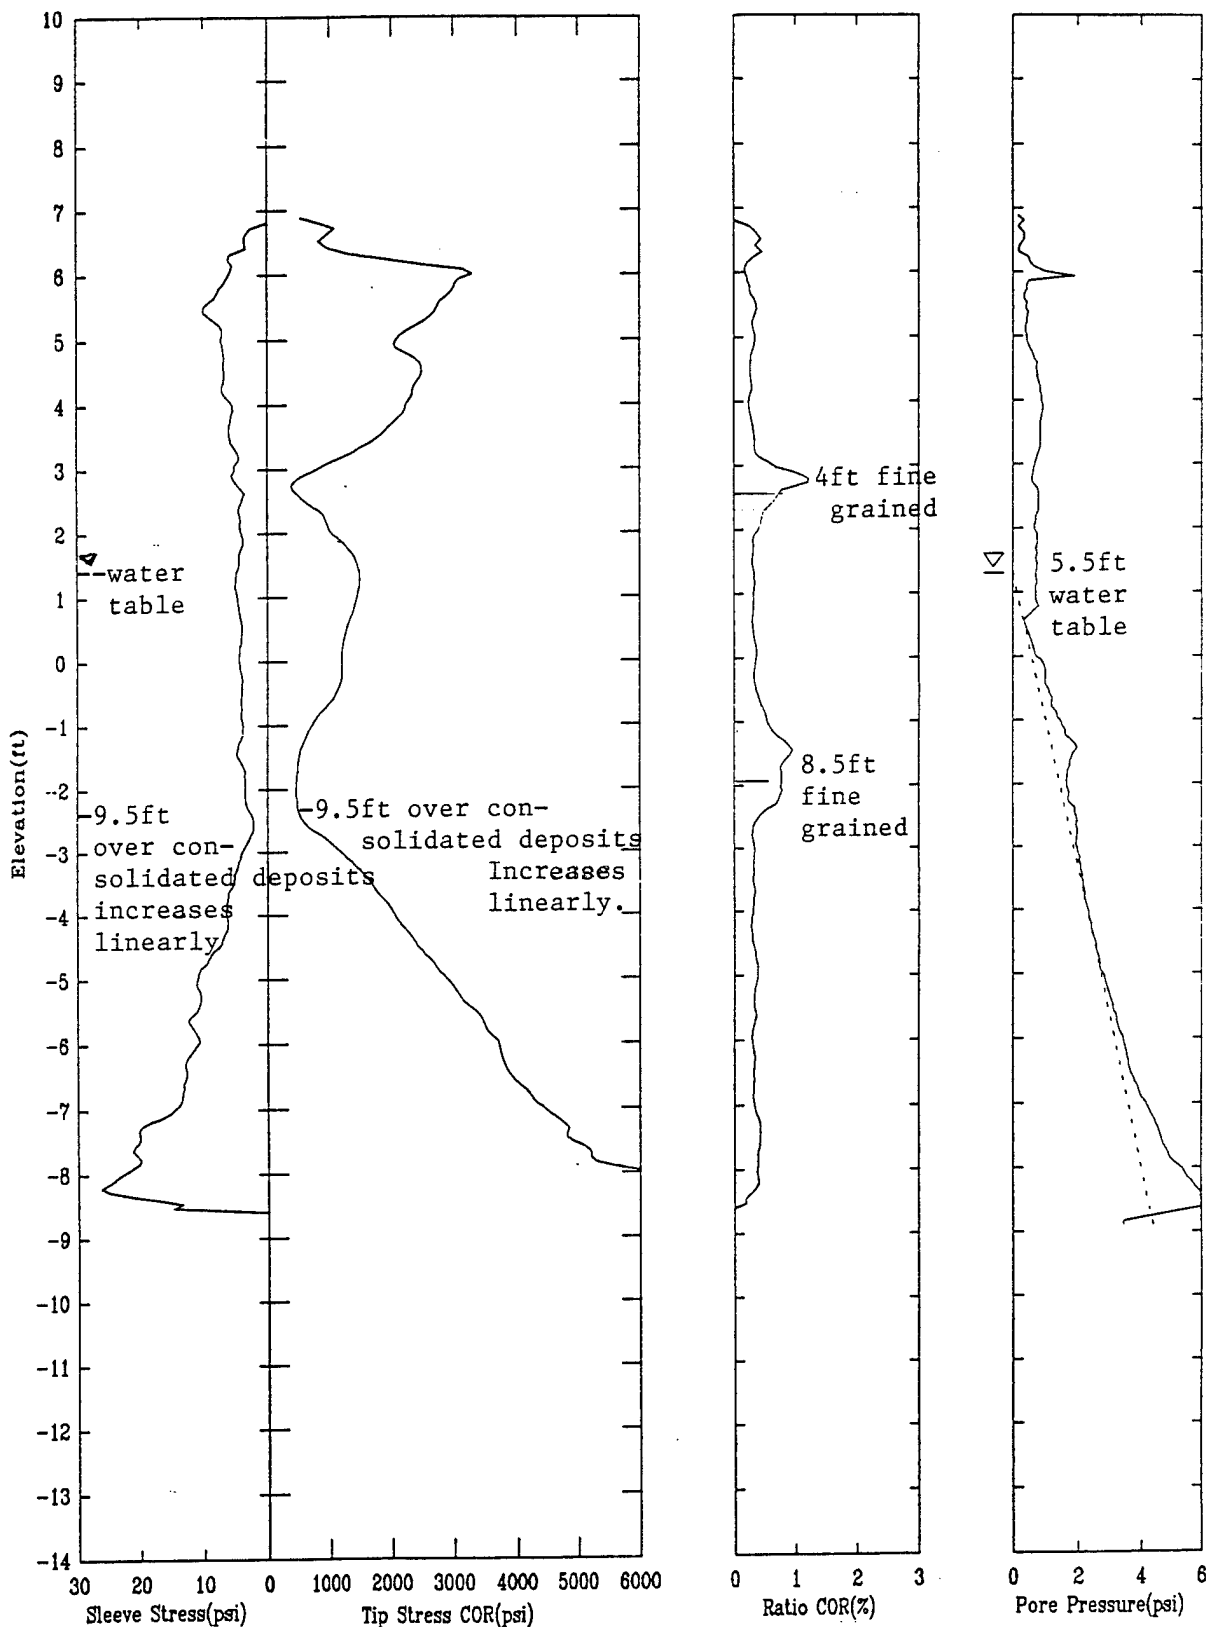 10
9
8
7
6
5
4
3
2
1
0
-1
-2
-3
-4
-5
-6
-7
-8
-9
-10
-11
-12
-13
-14
Elevation(ft)
water
table
9.5ft
over con-
solidated deposits
increases
linearly
9.5ft over con-
solidated deposits
Increases
linearly.
30 20 10 0 1000 2000 3000 4000 5000 6000
Sleeve Stress(psi) Tip Stress COR(psi)
4ft fine
grained
8.5ft
fine
grained
0 1 2 3
Ratio COR(%)
5.5ft
water
table
0 2 4 6
Pore Pressure(psi)